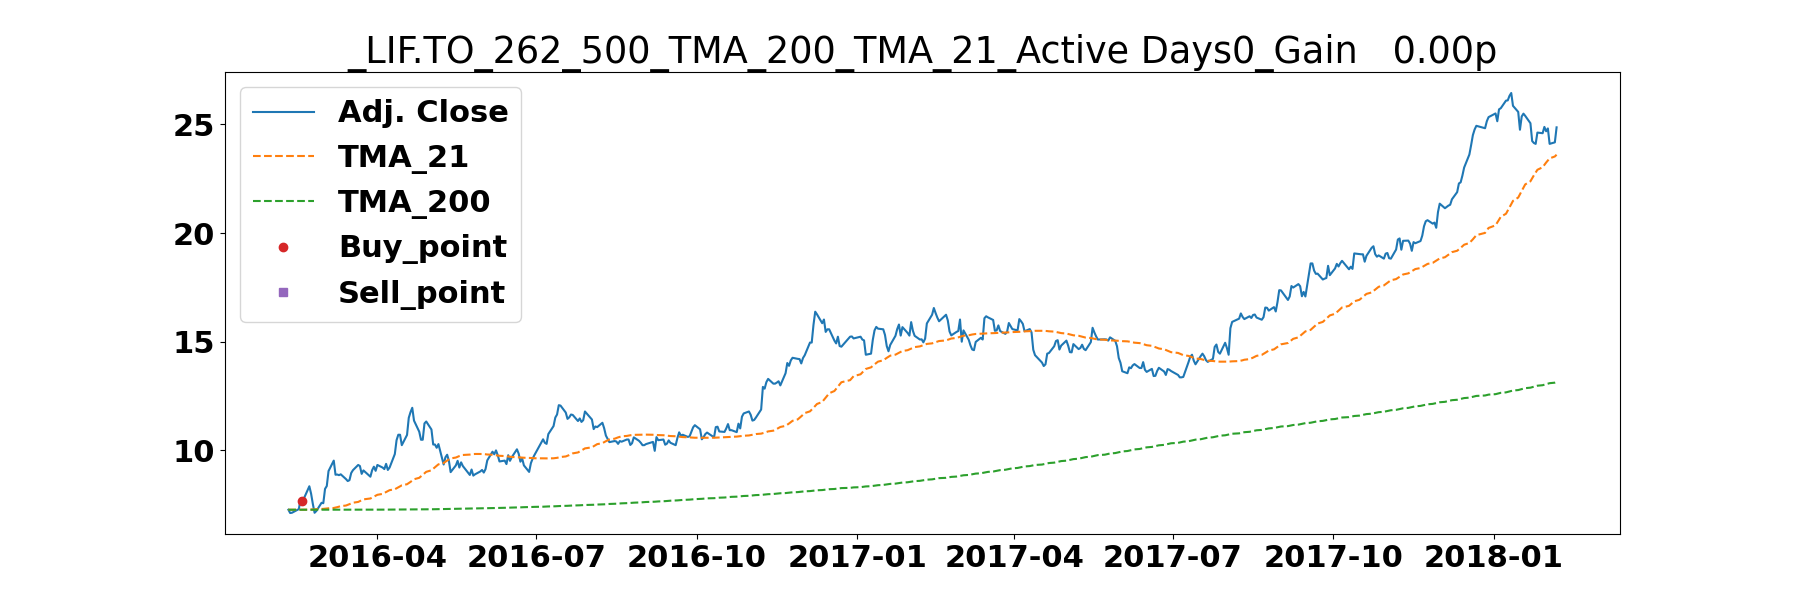 _LIF.TO_262_500_TMA_200_TMA_21_Active Days0_Gain   0.00p
Adj. Close
TMA_21
TMA_200
Buy_point
Sell_point
25
20
15
10
2016-04 2016-07 2016-10 2017-01 2017-04 2017-07 2017-10 2018-01